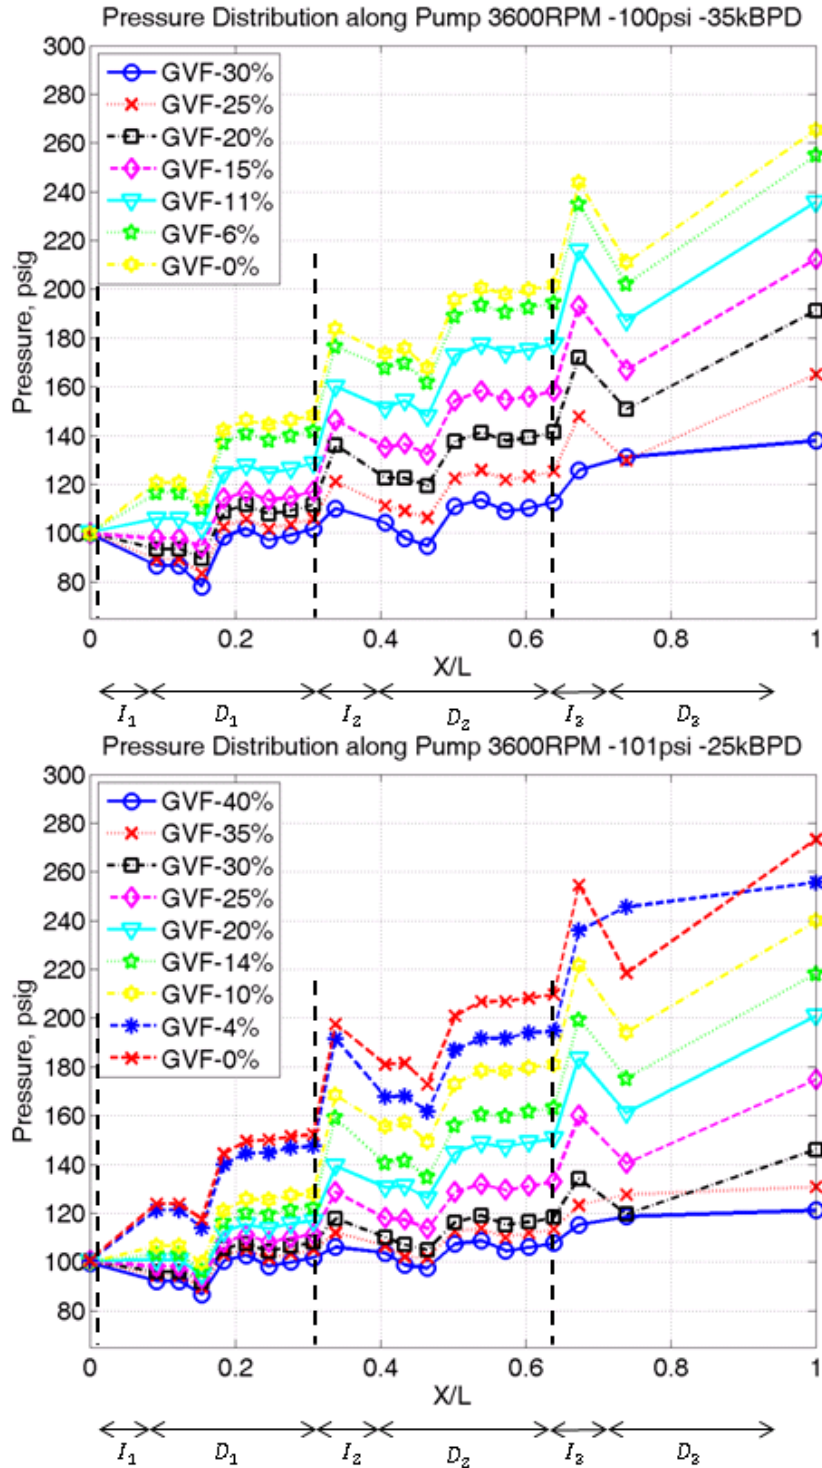 Pressure Distribution along Pump 3600RPM -100psi -35kBPD
300
280
260
240
220
200
180
160
140
120
100
80
Pressure, psig
GVF-30%
GVF-25%
GVF-20%
GVF-15%
GVF-11%
GVF-6%
GVF-0%
0 0.2 0.4 0.6 0.8 1
X/L
I1 D1 I2 D2 I3 D3
Pressure Distribution along Pump 3600RPM -101psi -25kBPD
300
280
260
240
220
200
180
160
140
120
100
80
Pressure, psig
GVF-40%
GVF-35%
GVF-30%
GVF-25%
GVF-20%
GVF-14%
GVF-10%
GVF-4%
GVF-0%
0 0.2 0.4 0.6 0.8 1
X/L
I1 D1 I2 D2 I3 D3